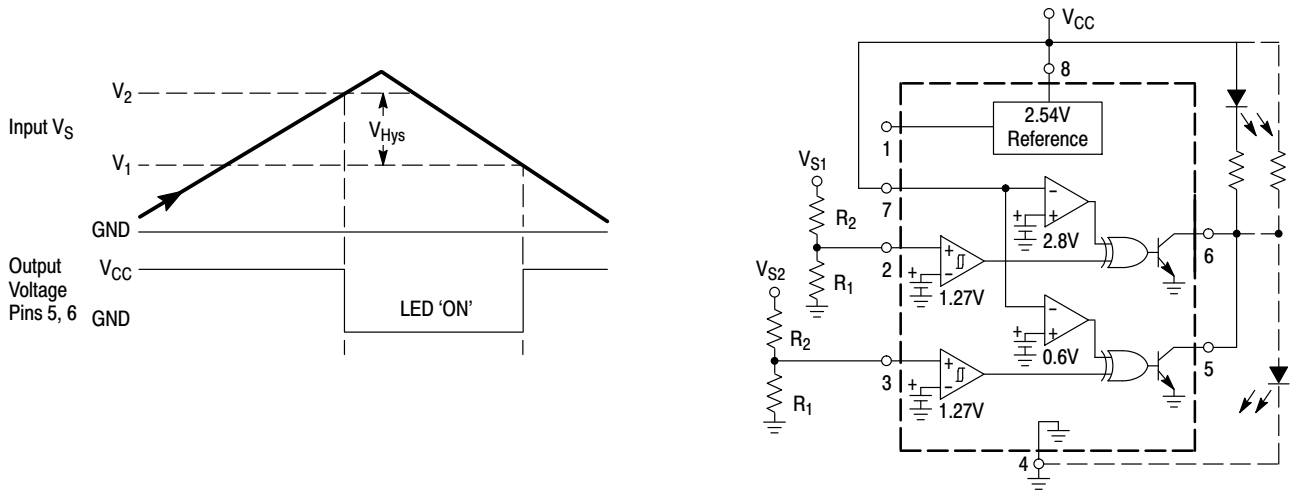 V2
Input VS
VHys
V1
GND
Output
Voltage
Pins 5, 6
VCC
GND
LED 'ON'
VCC
8
2.54V
Reference
1
VS1
7
R2
+
-
+
2.8V
6
2
+
-
+
1.27V
R1
VS2
-
+
+
0.6V
R2
5
3
+
-
+
1.27V
R1
4